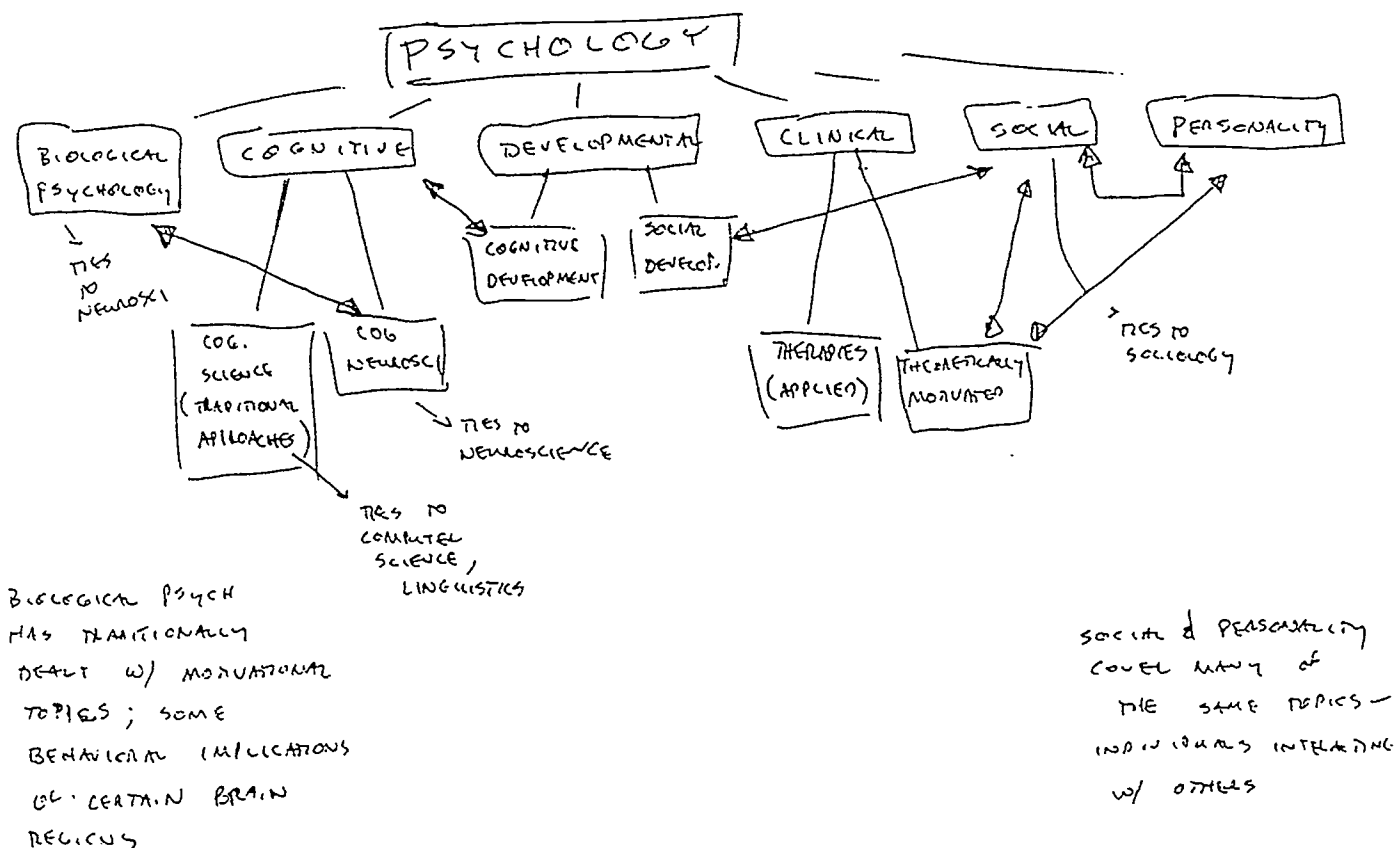 PSYCHOLOGY
BIOLOGICAL
PSYCHOLOGY
COGNITIVE
DEVELOPMENTAL
CLINICAL
SOCIAL
PERSONALITY
TIES
TO
NEUROSCI
COGNITIVE
DEVELOPMENT
SOCIAL
DEVELOP.
COG.
SCIENCE
(TRADITIONAL
APPROACHES)
COG
NEUROSCI
THERAPIES
(APPLIED)
THEORETICALLY
MOTIVATED
TIES TO
SOCIOLOGY
TIES TO
NEUROSCIENCE
TIES TO
COMPUTER
SCIENCE,
LINGUISTICS
BIOLOGICAL PSYCH
HAS TRADITIONALLY
DEALT W/ MOTIVATIONAL
TOPICS; SOME
BEHAVIORAL IMPLICATIONS
OF CERTAIN BRAIN
REGIONS
SOCIAL & PERSONALITY
COVER MANY OF
THE SAME TOPICS -
INDIVIDUALS INTERACTING
W/ OTHERS